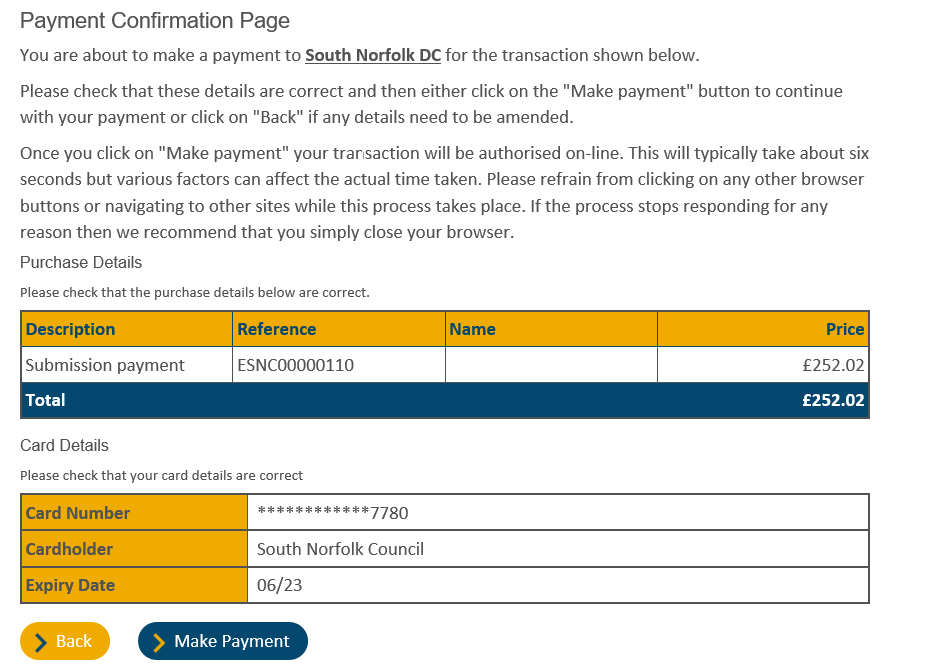 Payment Confirmation Page
You are about to make a payment to South Norfolk DC for the transaction shown below.
Please check that these details are correct and then either click on the "Make payment" button to continue
with your payment or click on "Back" if any details need to be amended.
Once you click on "Make payment" your transaction will be authorised on-line. This will typically take about six
seconds but various factors can affect the actual time taken. Please refrain from clicking on any other browser
buttons or navigating to other sites while this process takes place. If the process stops responding for any
reason then we recommend that you simply close your browser.
Purchase Details
Please check that the purchase details below are correct.
Description Reference Name Price
Submission payment ESNC00000110 £252.02
Total £252.02
Card Details
Please check that your card details are correct
Card Number ************7780
Cardholder South Norfolk Council
Expiry Date 06/23
Back Make Payment